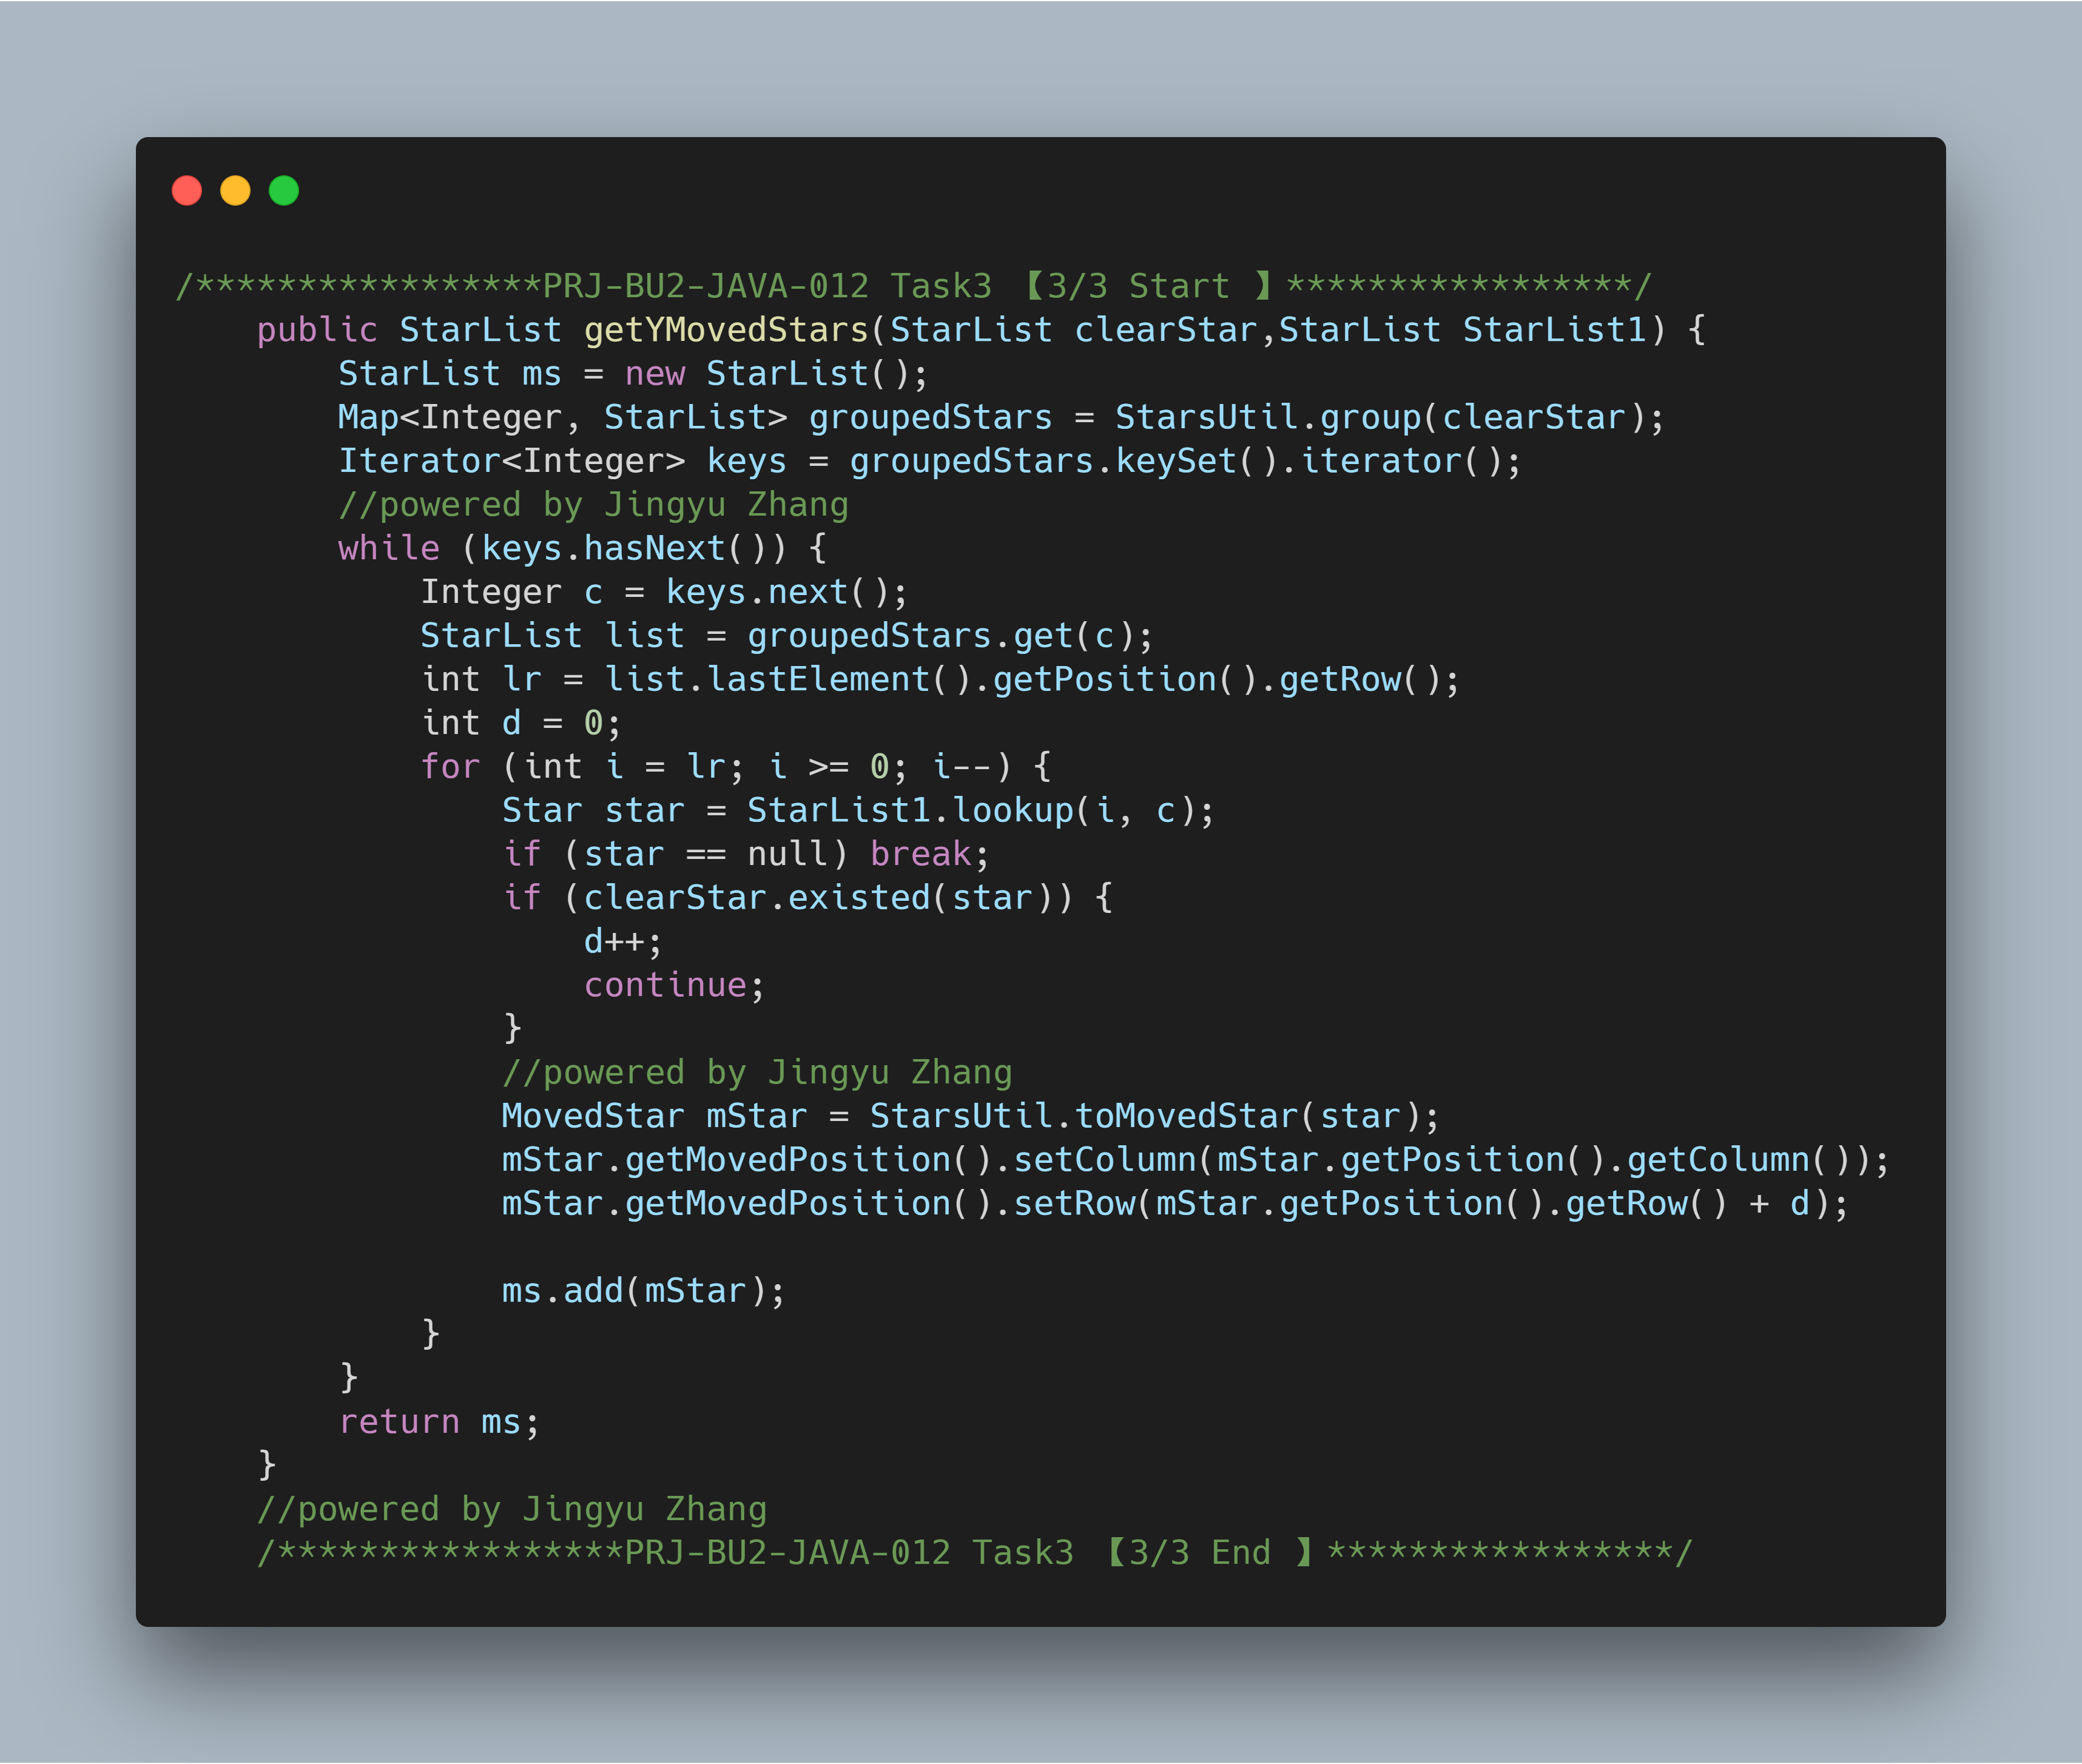 /*****************PRJ-BU2-JAVA-012 Task3 【3/3 Start 】*****************/
    public StarList getYMovedStars(StarList clearStar,StarList StarList1) {
        StarList ms = new StarList();
        Map<Integer, StarList> groupedStars = StarsUtil.group(clearStar);
        Iterator<Integer> keys = groupedStars.keySet().iterator();
        //powered by Jingyu Zhang
        while (keys.hasNext()) {
            Integer c = keys.next();
            StarList list = groupedStars.get(c);
            int lr = list.lastElement().getPosition().getRow();
            int d = 0;
            for (int i = lr; i >= 0; i--) {
                Star star = StarList1.lookup(i, c);
                if (star == null) break;
                if (clearStar.existed(star)) {
                    d++;
                    continue;
                }
                //powered by Jingyu Zhang
                MovedStar mStar = StarsUtil.toMovedStar(star);
                mStar.getMovedPosition().setColumn(mStar.getPosition().getColumn());
                mStar.getMovedPosition().setRow(mStar.getPosition().getRow() + d);

                ms.add(mStar);
            }
        }
        return ms;
    }
    //powered by Jingyu Zhang
    /*****************PRJ-BU2-JAVA-012 Task3 【3/3 End 】*****************/